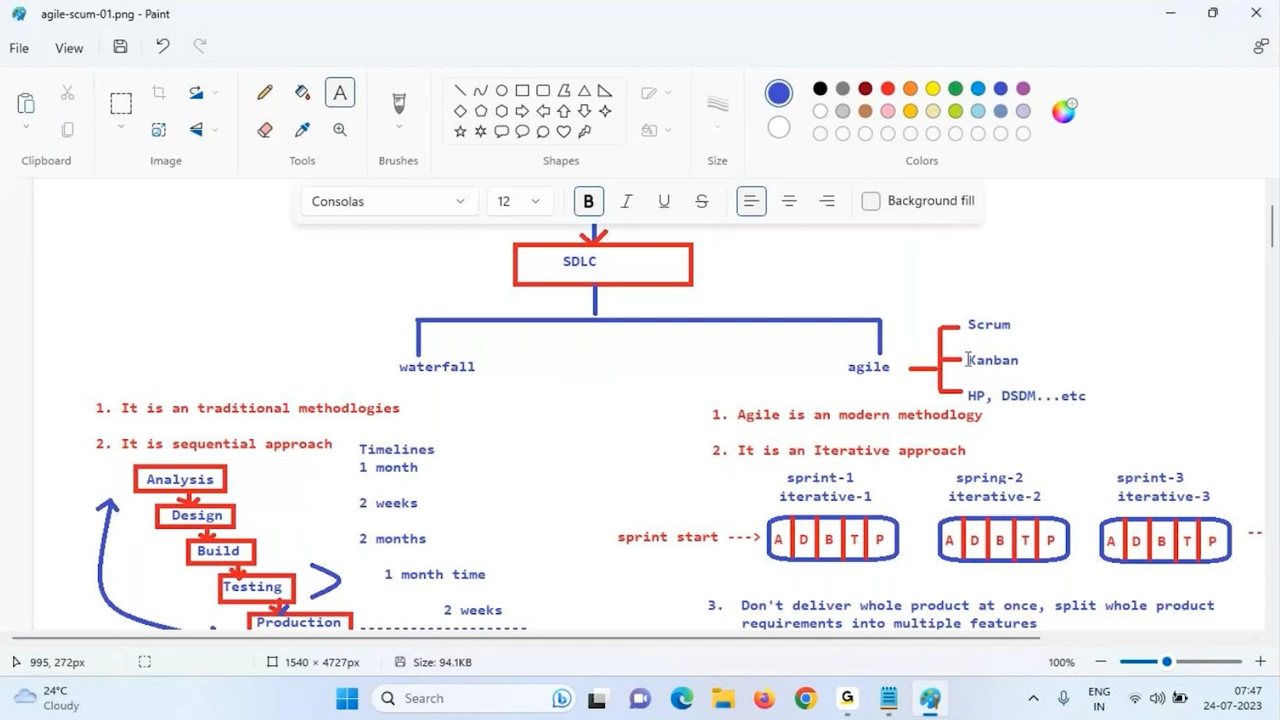 agile-scum-01.png - Paint
File View
A
Clipboard Image Tools Brushes Shapes Size Colors
Consolas 12 B I U S Background fill
SDLC
waterfall
agile
Scrum
Kanban
HP, DSDM...etc
1. It is an traditional methodlogies
2. It is sequential approach
Timelines
Analysis 1 month
Design 2 weeks
Build 2 months
Testing 1 month time
Production 2 weeks
--------------------
1. Agile is an modern methodlogy
2. It is an Iterative approach
sprint-1 spring-2 sprint-3
iterative-1 iterative-2 iterative-3
sprint start ---> A D B T P A D B T P A D B T P --
3. Don't deliver whole product at once, split whole product
requirements into multiple features
995, 272px 1540 × 4727px Size: 94.1KB 100%
24°C
Cloudy
Search
G
ENG
IN
07:47
24-07-2023